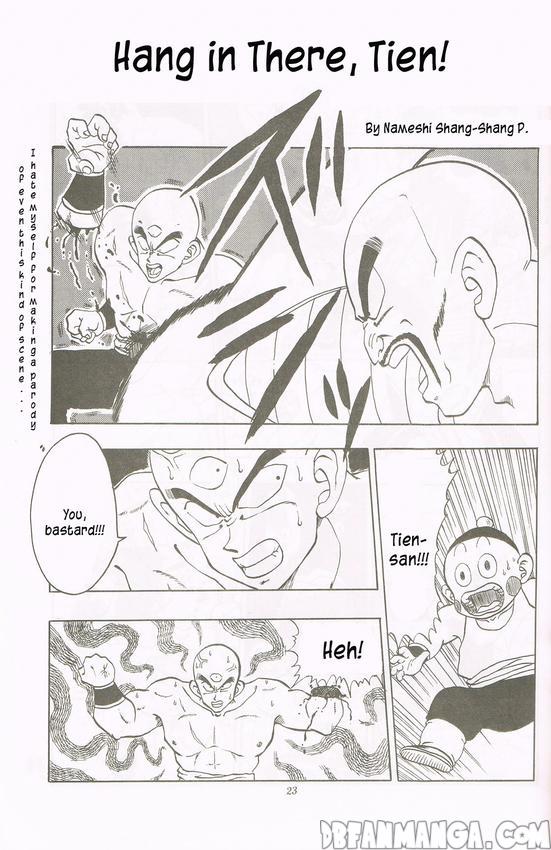 Hang in There, Tien!
By Nameshi Shang-Shang P.
I hate myself for making a parody
of even this kind of scene...
You,
bastard!!!
Tien-
san!!!
Heh!
23
DBFANMANGA.COM